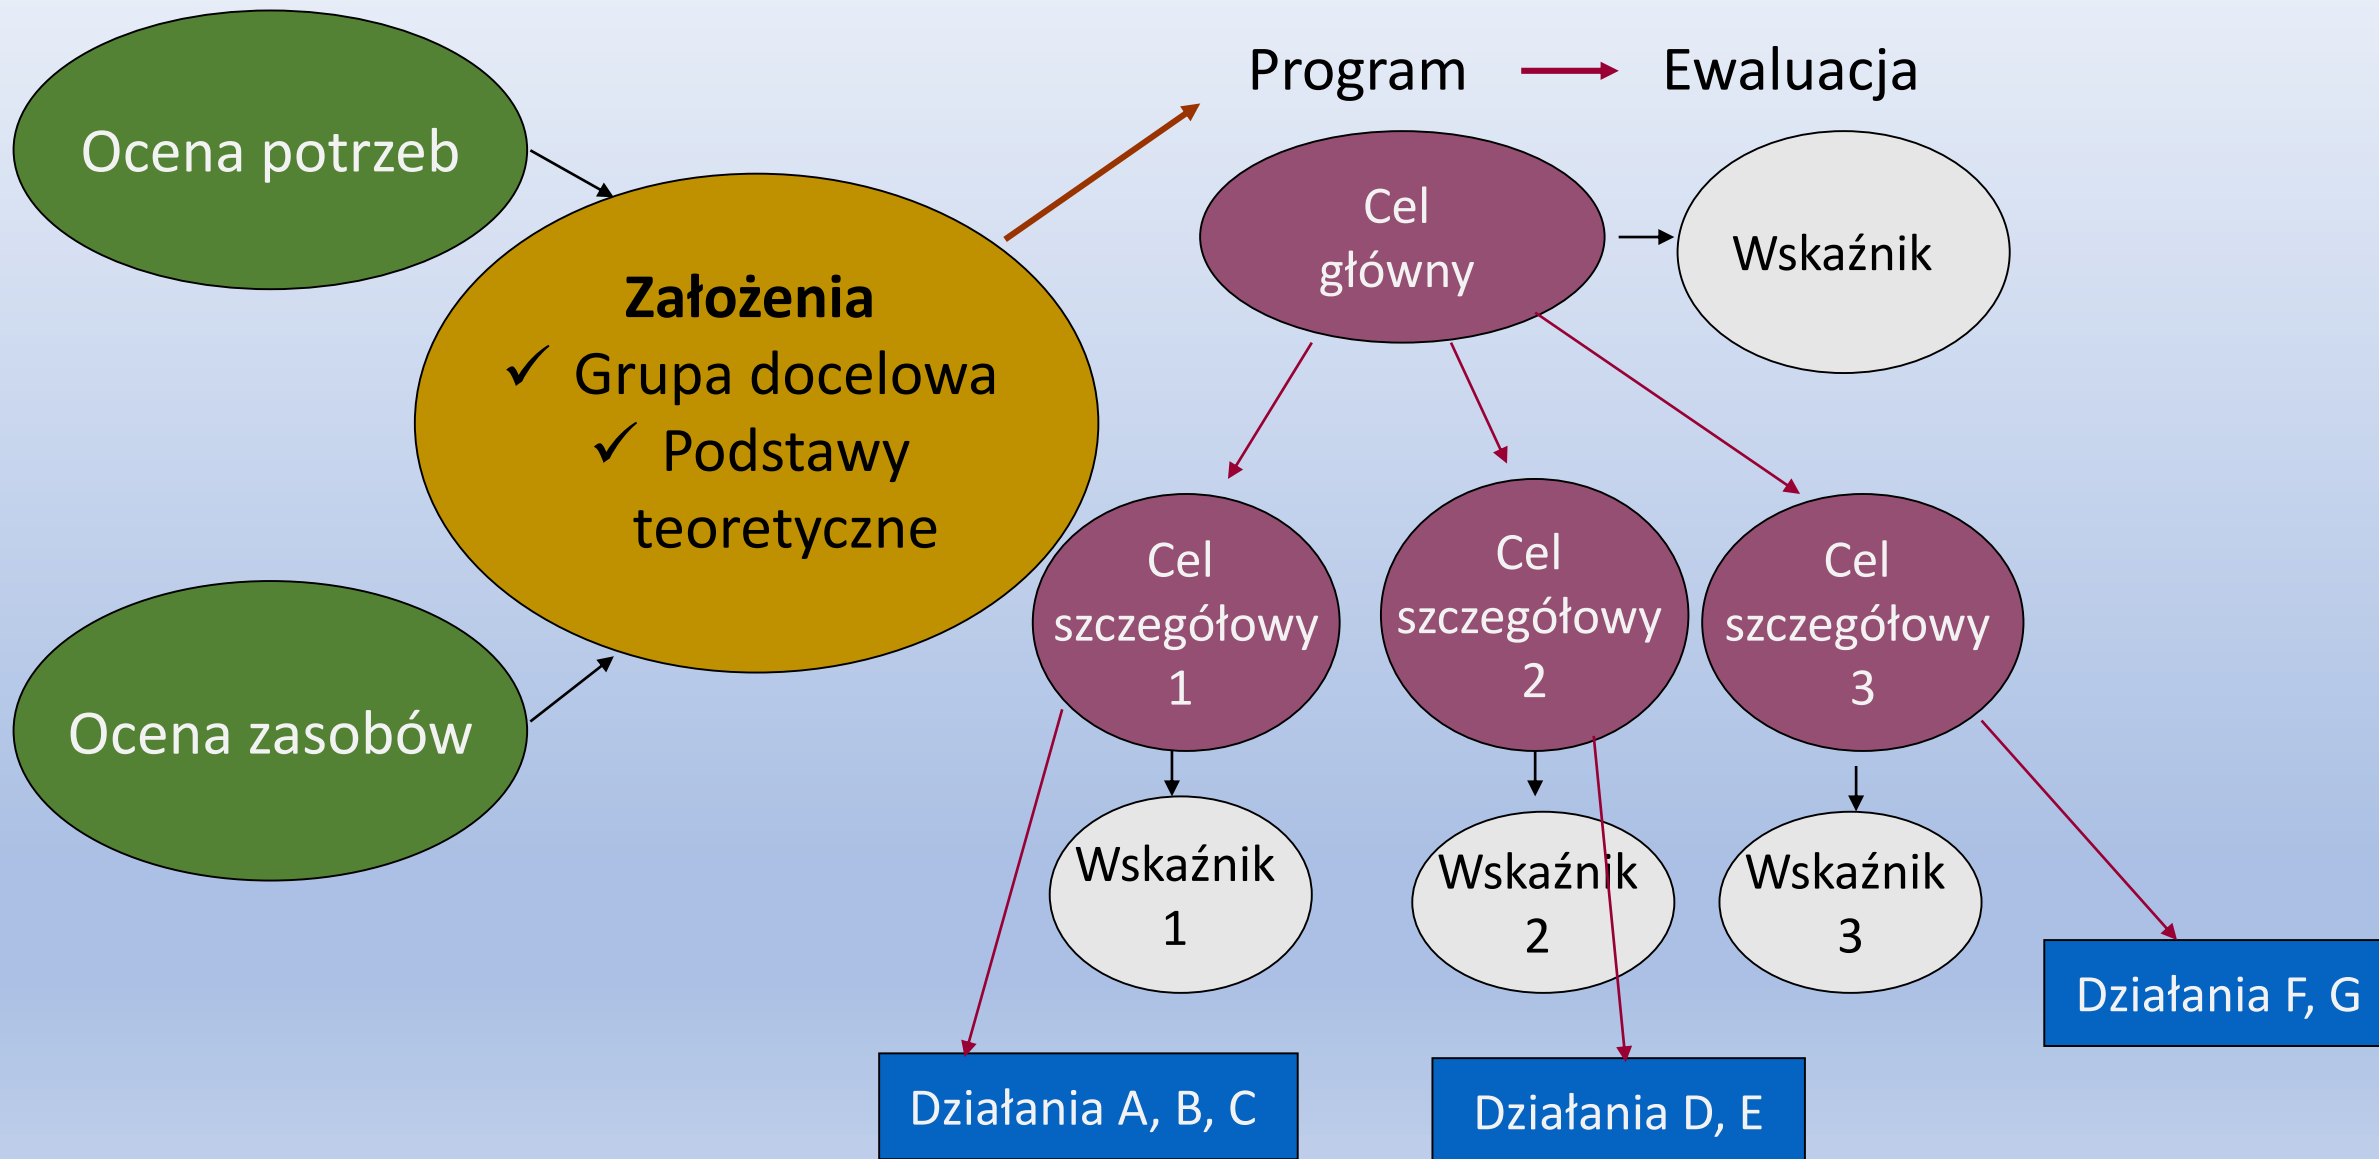 Ocena potrzeb
Założenia
✓ Grupa docelowa
✓ Podstawy
teoretyczne
Ocena zasobów
Program
Ewaluacja
Cel
główny
Wskaźnik
Cel
szczegółowy
1
Cel
szczegółowy
2
Cel
szczegółowy
3
Wskaźnik
1
Wskaźnik
2
Wskaźnik
3
Działania A, B, C
Działania D, E
Działania F, G